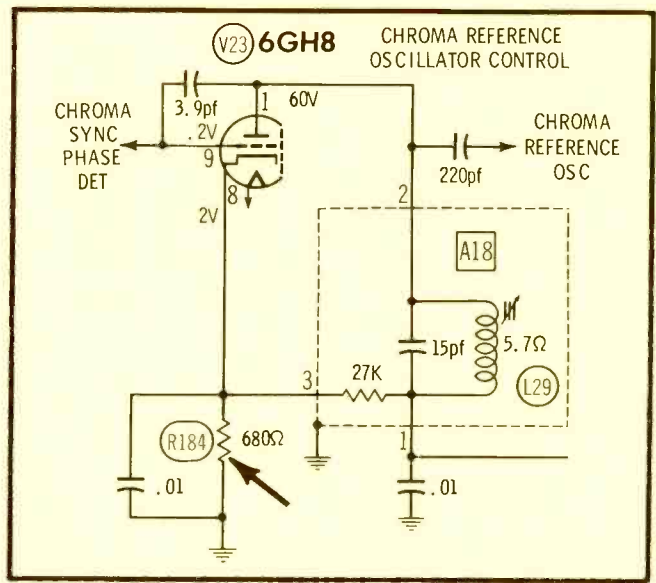 V23 6GH8
CHROMA REFERENCE
OSCILLATOR CONTROL
3.9pf
1
60V
CHROMA
SYNC
PHASE
DET
.2V
9
8
2V
CHROMA
REFERENCE
OSC
220pf
2
A18
15pf
5.7Ω
L29
3
27K
R184
680Ω
1
.01
.01